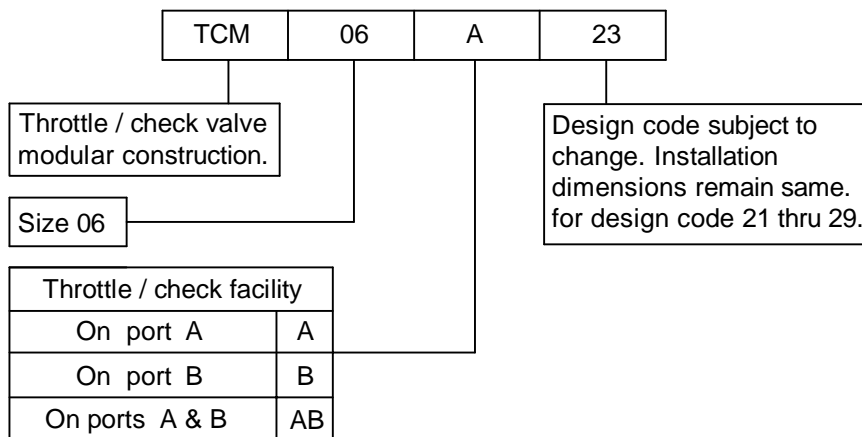 TCM 06 A 23
Throttle / check valve
modular construction.
Design code subject to
change. Installation
dimensions remain same.
for design code 21 thru 29.
Size 06
Throttle / check facility
On port A A
On port B B
On ports A & B AB